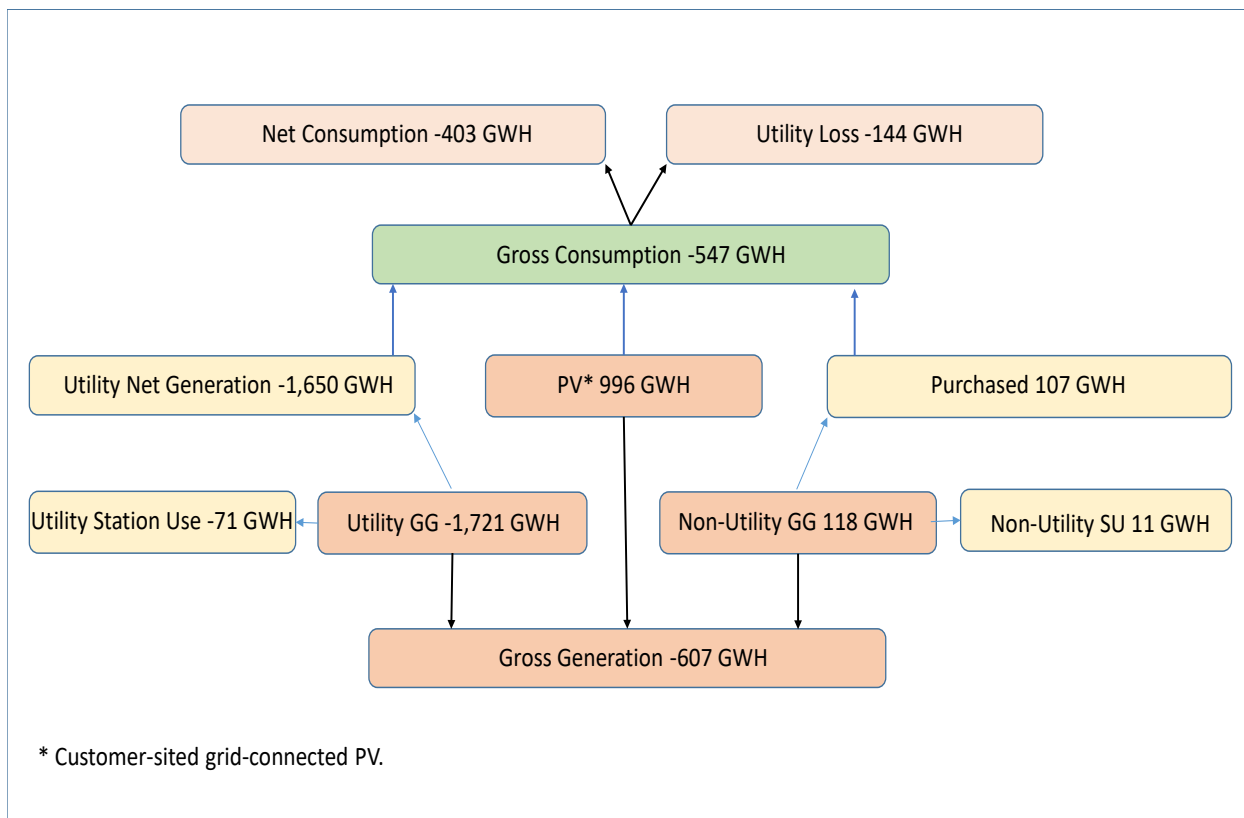 Net Consumption -403 GWH
Utility Loss -144 GWH
Gross Consumption -547 GWH
Utility Net Generation -1,650 GWH
PV* 996 GWH
Purchased 107 GWH
Utility Station Use -71 GWH
Utility GG -1,721 GWH
Non-Utility GG 118 GWH
Non-Utility SU 11 GWH
Gross Generation -607 GWH
* Customer-sited grid-connected PV.